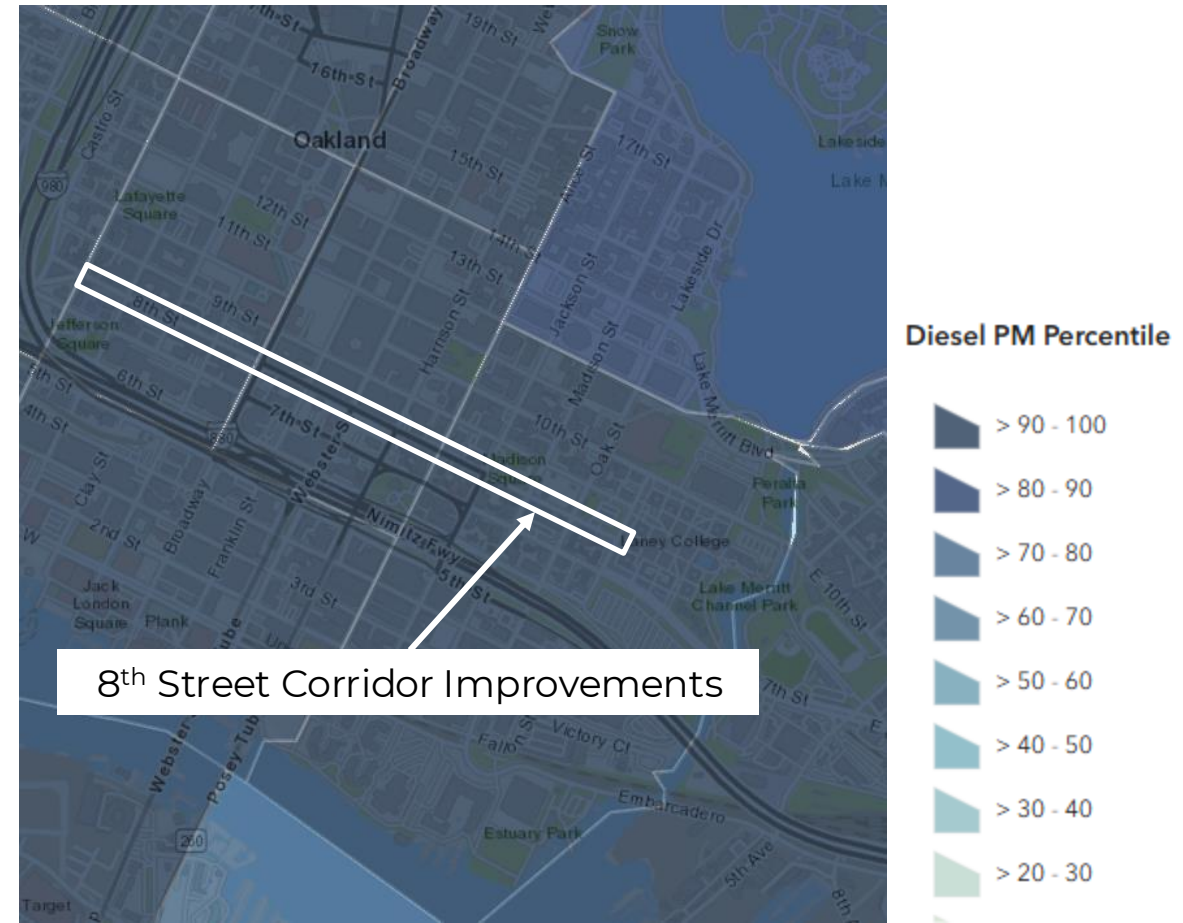 19th St
Snow
Park
16th St
Broadway
Castro St
Oakland
15th St
17th St
Lakeside
Lake M
980
Lafayette
Square
Alice St
12th St
11th St
14th St
13th St
Lakeside Dr
Jackson St
8th St
9th St
Harrison St
Madison St
Jefferson
Square
6th St
5th St
4th St
7th St
880
Webster St
10th St
Oak St
Lake Merritt Blvd
Madison
Square
Peralta
Park
Clay St
2nd St
Broadway
Franklin St
Nimitz Fwy
Laney College
5th St
3rd St
E 10th St
Lake Merritt
Channel Park
Jack
London
Square
Plank
8th Street Corridor Improvements
7th St
Fallon St
Victory Ct
Webster
Posey Tub
Embarcadero
260
Estuary Park
5th Ave
8th A
Target
Diesel PM Percentile
> 90 - 100
> 80 - 90
> 70 - 80
> 60 - 70
> 50 - 60
> 40 - 50
> 30 - 40
> 20 - 30